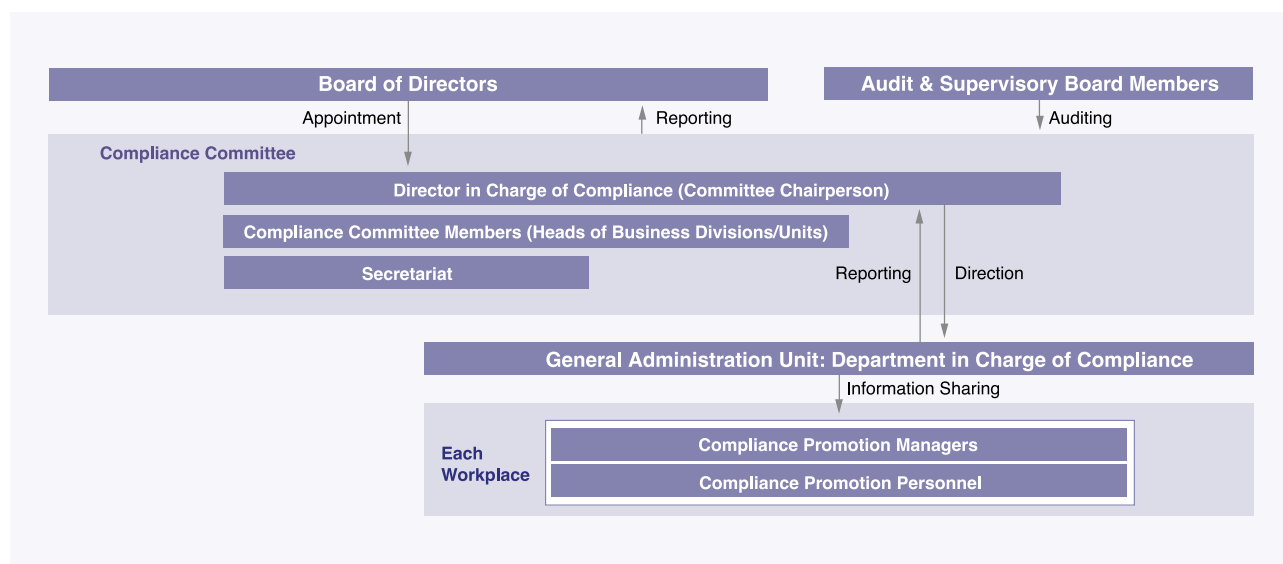 Board of Directors
Audit & Supervisory Board Members
Appointment
Reporting
Auditing
Compliance Committee
Director in Charge of Compliance (Committee Chairperson)
Compliance Committee Members (Heads of Business Divisions/Units)
Secretariat
Reporting
Direction
General Administration Unit: Department in Charge of Compliance
Information Sharing
Each
Workplace
Compliance Promotion Managers
Compliance Promotion Personnel